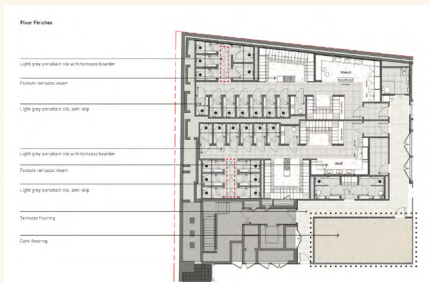 Floor Finishes
Light grey porcelain tile with terrazzo boarder
Feature terrazzo insert
Light grey porcelain tile, anti-slip
Light grey porcelain tile with terrazzo boarder
Feature terrazzo insert
Light grey porcelain tile, anti-slip
Terrazzo flooring
Cork flooring